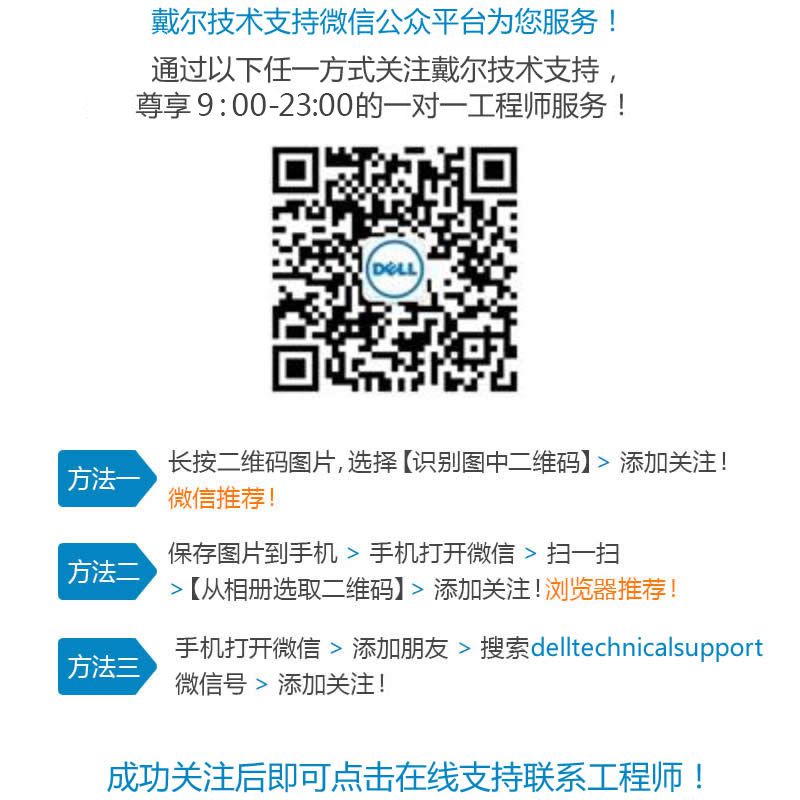 戴尔技术支持微信公众平台为您服务！
通过以下任一方式关注戴尔技术支持，
尊享 9:00-23:00的一对一工程师服务！
DELL
方法一
长按二维码图片,选择【识别图中二维码】> 添加关注!
微信推荐!
方法二
保存图片到手机 > 手机打开微信 > 扫一扫
>【从相册选取二维码】> 添加关注!浏览器推荐!
方法三
手机打开微信 > 添加朋友 > 搜索delltechnicalsupport
微信号 > 添加关注!
成功关注后即可点击在线支持联系工程师！